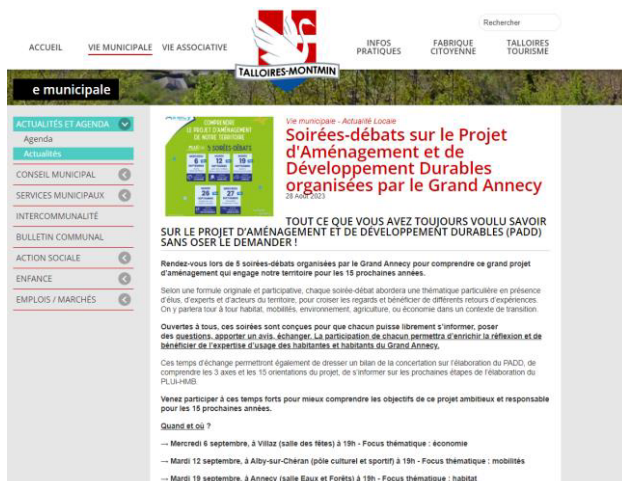 Rechercher
ACCUEIL
VIE MUNICIPALE
VIE ASSOCIATIVE
INFOS
PRATIQUES
FABRIQUE
CITOYENNE
TALLOIRES
TOURISME
TALLOIRES-MONTMIN
e municipale
ACTUALITÉS ET AGENDA
Agenda
Actualités
CONSEIL MUNICIPAL
SERVICES MUNICIPAUX
INTERCOMMUNALITÉ
BULLETIN COMMUNAL
ACTION SOCIALE
ENFANCE
EMPLOIS / MARCHÉS
COMPRENDRE
LE PROJET D'AMÉNAGEMENT
DE NOTRE TERRITOIRE
5 SOIRÉES-DÉBATS
6
12
19
26
27
Vie municipale - Actualité Locale
Soirées-débats sur le Projet
d'Aménagement et de
Développement Durables
organisées par le Grand Annecy
28 Août 2023
TOUT CE QUE VOUS AVEZ TOUJOURS VOULU SAVOIR
SUR LE PROJET D'AMÉNAGEMENT ET DE DÉVELOPPEMENT DURABLES (PADD)
SANS OSER LE DEMANDER !
Rendez-vous lors de 5 soirées-débats organisées par le Grand Annecy pour comprendre ce grand projet
d'aménagement qui engage notre territoire pour les 15 prochaines années.
Selon une formule originale et participative, chaque soirée-débat abordera une thématique particulière en présence
d'élus, d'experts et d'acteurs du territoire, pour croiser les regards et bénéficier de différents retours d'expériences.
On y parlera tour à tour habitat, mobilités, environnement, agriculture, ou économie dans un contexte de transition.
Ouvertes à tous, ces soirées sont conçues pour que chacun puisse librement s'informer, poser
des questions, apporter un avis, échanger. La participation de chacun permettra d'enrichir la réflexion et de
bénéficier de l'expertise d'usage des habitantes et habitants du Grand Annecy.
Ces temps d'échange permettront également de dresser un bilan de la concertation sur l'élaboration du PADD, de
comprendre les 3 axes et les 15 orientations du projet, de s'informer sur les prochaines étapes de l'élaboration du
PLUi-HMB.
Venez participer à ces temps forts pour mieux comprendre les objectifs de ce projet ambitieux et responsable
pour les 15 prochaines années.
Quand et où ?
→ Mercredi 6 septembre, à Villaz (salle des fêtes) à 19h - Focus thématique : économie
→ Mardi 12 septembre, à Alby-sur-Chéran (pôle culturel et sportif) à 19h - Focus thématique : mobilités
→ Mardi 19 septembre, à Annecy (salle Eaux et Forêts) à 19h - Focus thématique : habitat